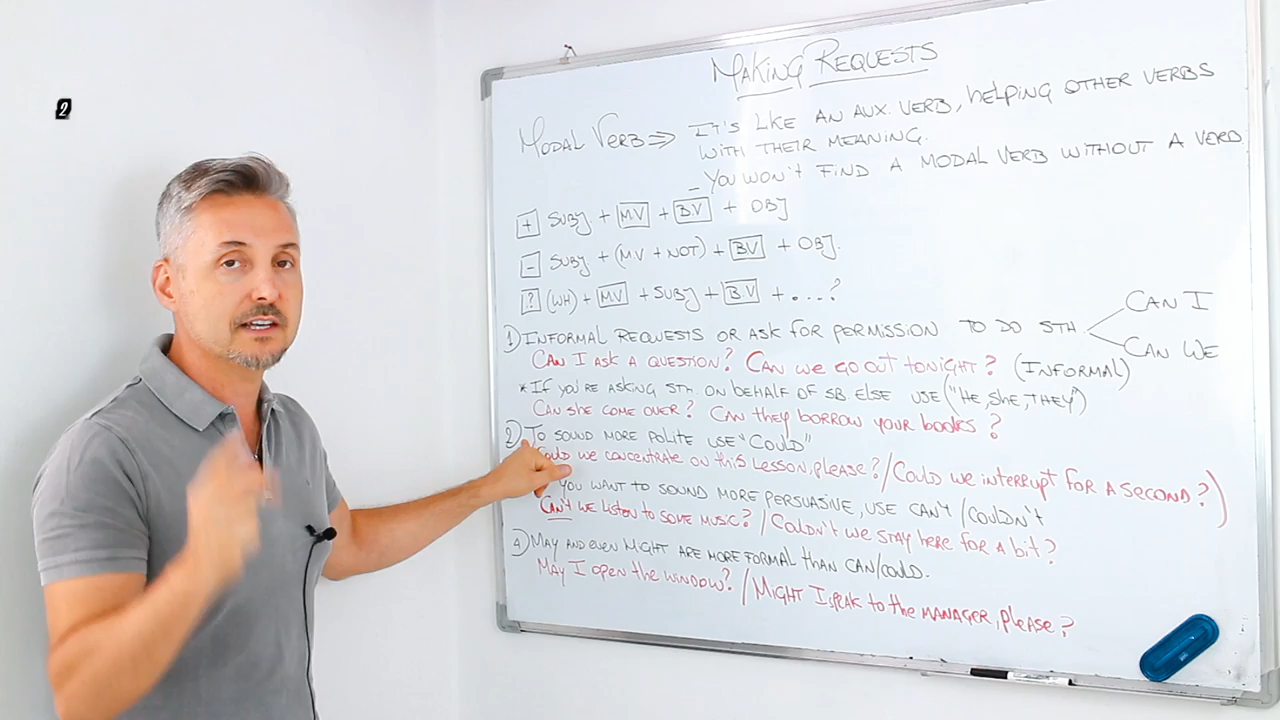 2
MAKING REQUESTS
MODAL VERB ⇒ IT'S LIKE AN AUX. VERB, HELPING OTHER VERBS
WITH THEIR MEANING.
- YOU WON'T FIND A MODAL VERB WITHOUT A VERB
+ SUBJ + MV + BV + OBJ
- SUBJ + (MV + NOT) + BV + OBJ.
? (WH) + MV + SUBJ + BV + ....?
1) INFORMAL REQUESTS OR ASK FOR PERMISSION TO DO STH
CAN I
CAN WE
CAN I ASK A QUESTION? CAN WE GO OUT TONIGHT? (INFORMAL)
* IF YOU'RE ASKING STH ON BEHALF OF SB ELSE USE ("HE, SHE, THEY")
CAN SHE COME OVER? CAN THEY BORROW YOUR BOOKS?
2) TO SOUND MORE POLITE USE "COULD"
COULD WE CONCENTRATE ON THIS LESSON, PLEASE? / COULD WE INTERRUPT FOR A SECOND?)
YOU WANT TO SOUND MORE PERSUASIVE, USE CAN'T / COULDN'T
CAN'T WE LISTEN TO SOME MUSIC? / COULDN'T WE STAY HERE FOR A BIT?
4) MAY AND EVEN MIGHT ARE MORE FORMAL THAN CAN/COULD.
MAY I OPEN THE WINDOW? / MIGHT I SPEAK TO THE MANAGER, PLEASE?